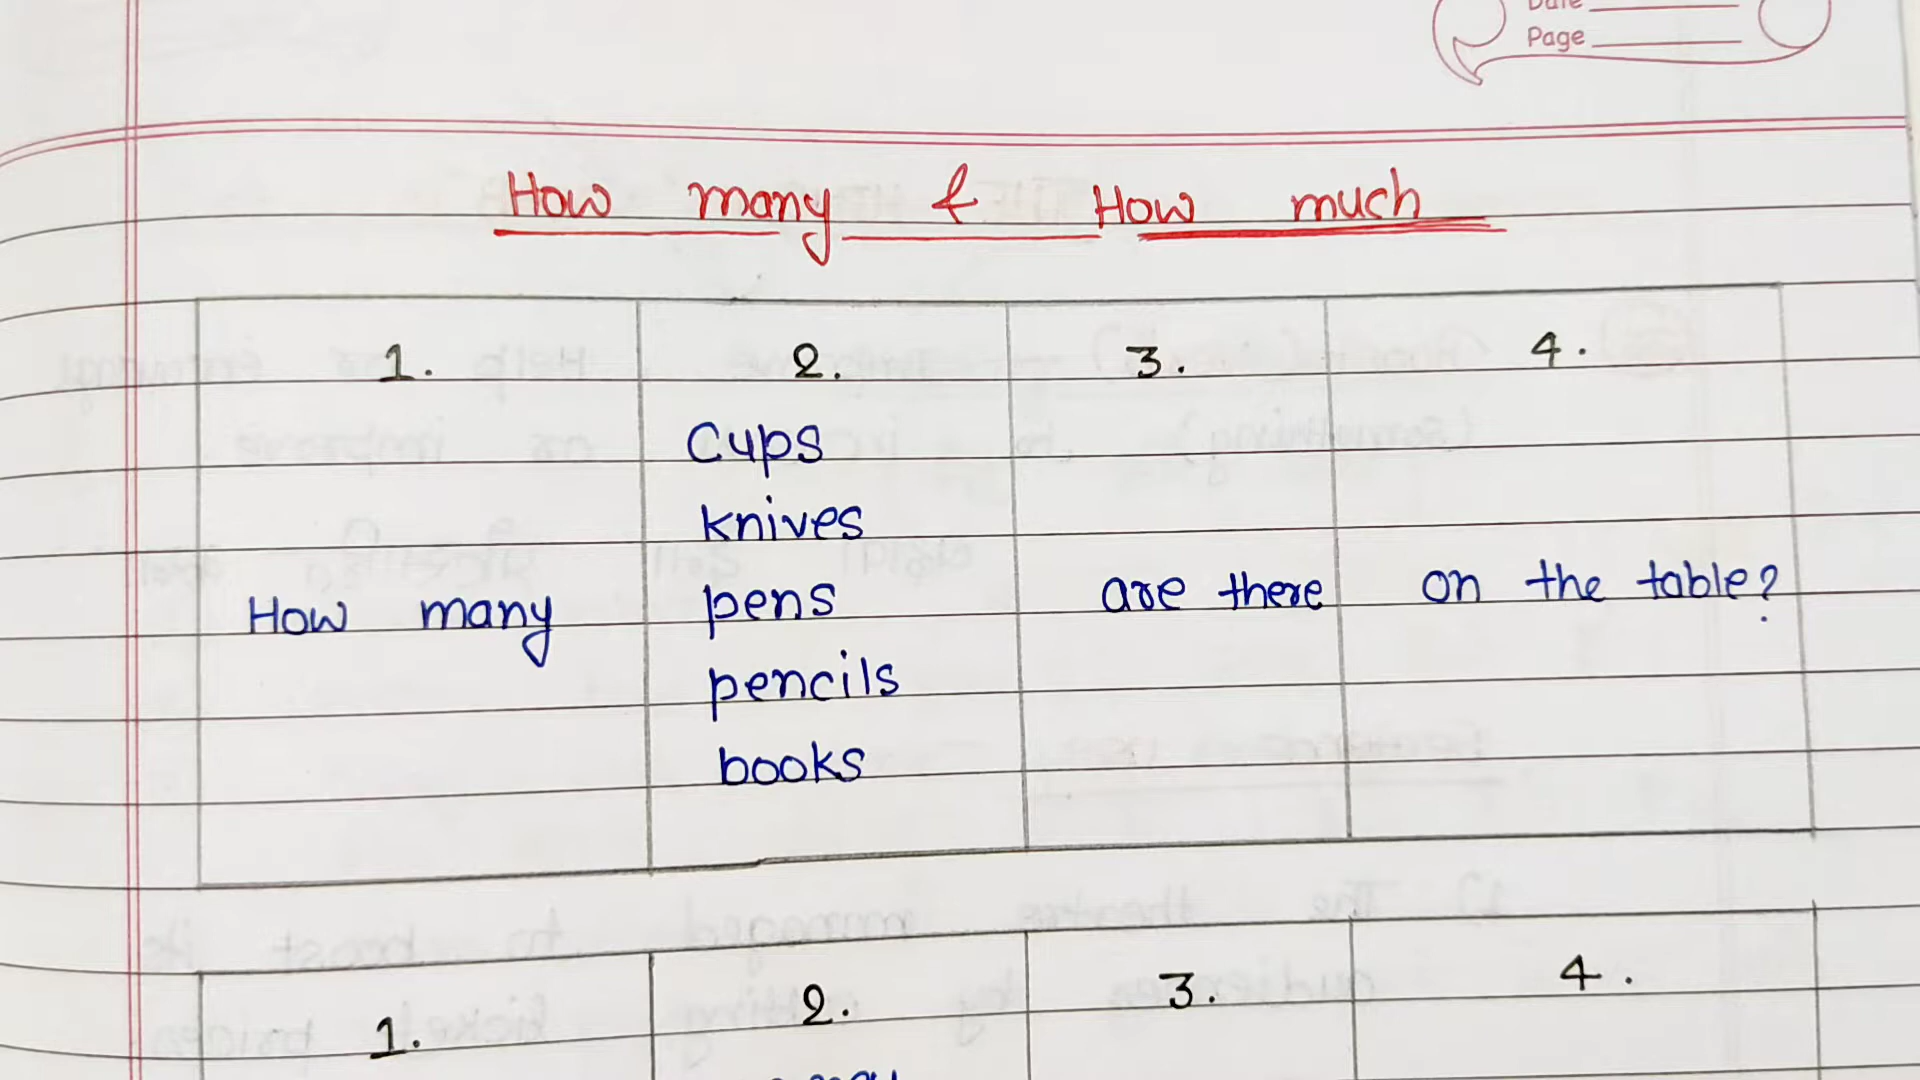 Date
Page
How many & How much
1. 2. 3. 4.
Cups
knives
How many pens are there on the table?
pencils
books
1. 2. 3. 4.